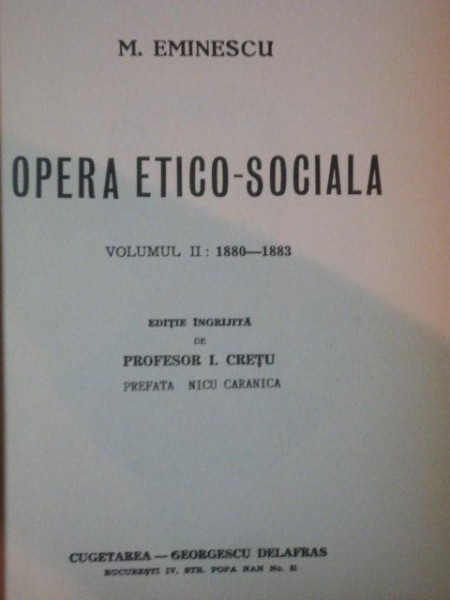 M. EMINESCU
OPERA ETICO-SOCIALA
VOLUMUL II: 1880—1883
EDIȚIE ÎNGRIJITĂ
DE
PROFESOR I. CREȚU
PREFATA NICU CARANICA
CUGETAREA — GEORGESCU DELAFRAS
BUCUREȘTI IV, STR. POPA NAN No.